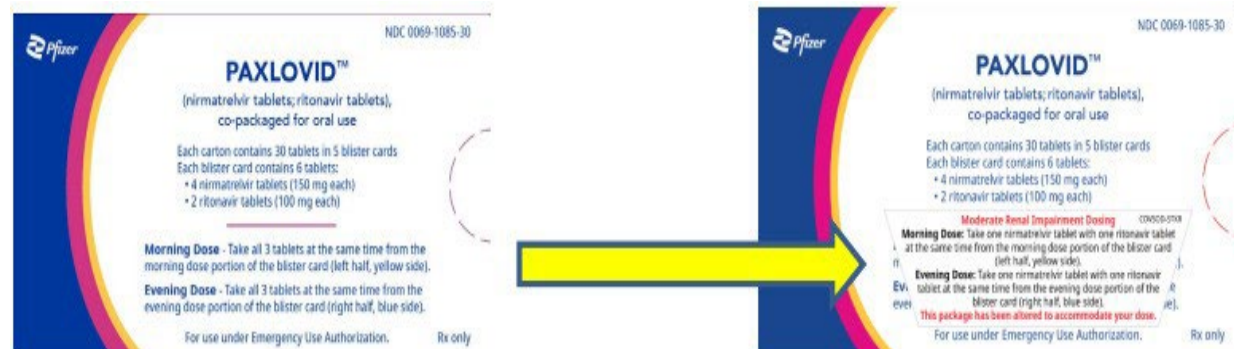 Pfizer
NDC 0069-1085-30
PAXLOVID™
(nirmatrelvir tablets; ritonavir tablets),
co-packaged for oral use
Each carton contains 30 tablets in 5 blister cards
Each blister card contains 6 tablets:
• 4 nirmatrelvir tablets (150 mg each)
• 2 ritonavir tablets (100 mg each)
Morning Dose - Take all 3 tablets at the same time from the
morning dose portion of the blister card (left half, yellow side).
Evening Dose - Take all 3 tablets at the same time from the
evening dose portion of the blister card (right half, blue side).
For use under Emergency Use Authorization.
Rx only
Pfizer
NDC 0069-1085-30
PAXLOVID™
(nirmatrelvir tablets; ritonavir tablets),
co-packaged for oral use
Each carton contains 30 tablets in 5 blister cards
Each blister card contains 6 tablets:
• 4 nirmatrelvir tablets (150 mg each)
• 2 ritonavir tablets (100 mg each)
Moderate Renal Impairment Dosing
Morning Dose: Take one nirmatrelvir tablet with one ritonavir tablet
at the same time from the morning dose portion of the blister card
(left half, yellow side).
Evening Dose: Take one nirmatrelvir tablet with one ritonavir
tablet at the same time from the evening dose portion of the
blister card (right half, blue side).
This package has been altered to accommodate your dose.
For use under Emergency Use Authorization.
Rx only